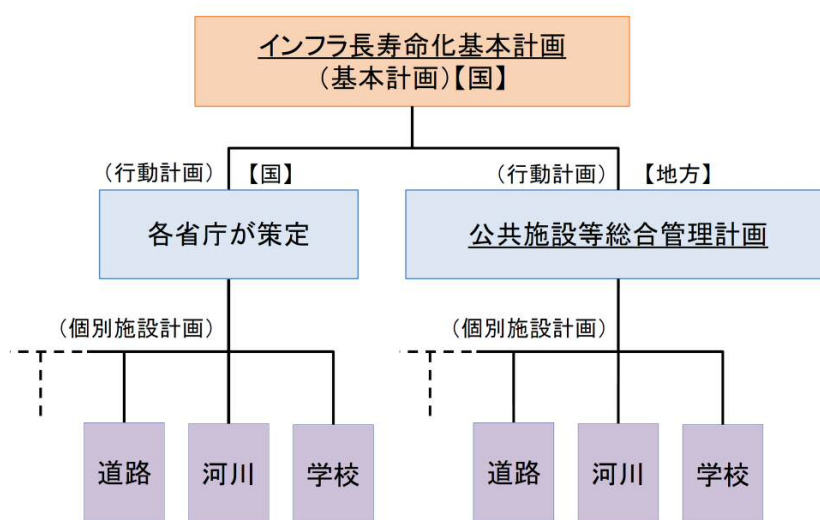 インフラ長寿命化基本計画
(基本計画)【国】
(行動計画) 【国】
(行動計画) 【地方】
各省庁が策定
公共施設等総合管理計画
(個別施設計画)
(個別施設計画)
道路
河川
学校
道路
河川
学校